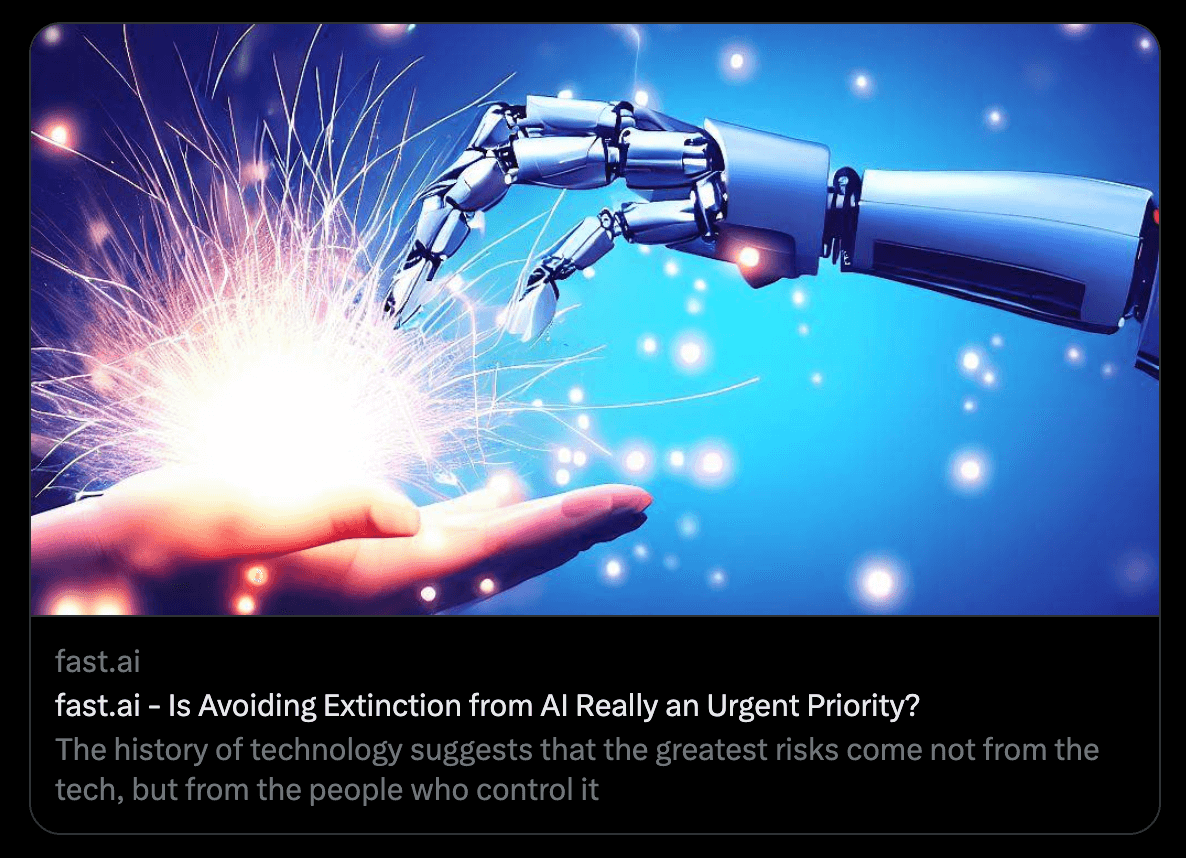 fast.ai
fast.ai - Is Avoiding Extinction from AI Really an Urgent Priority?
The history of technology suggests that the greatest risks come not from the
tech, but from the people who control it